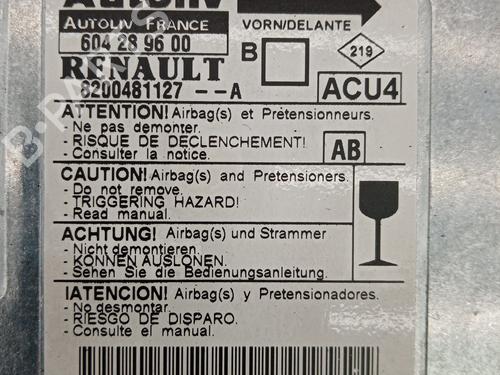 Autoliv
AUTOLIV FRANCE
604 28 96 00
VORN/DELANTE
B
219
RENAULT
8200481127 --A
ACU4
ATTENTION! Airbag(s) et Prétensionneurs.
- Ne pas demonter.
- RISQUE DE DECLENCHEMENT!
- Consulter la notice.
AB
CAUTION! Airbag(s) and Pretensioners.
- Do not remove.
- TRIGGERING HAZARD!
- Read manual.
ACHTUNG! Airbag(s) und Strammer
- Nicht demontieren.
- KONNEN AUSLONEN.
- Sehen Sie die Bedienungsanleitung.
IATENCION! Airbag(s) y Pretensionadores.
- No desmontar.
- RIESGO DE DISPARO.
- Consulte el manual.